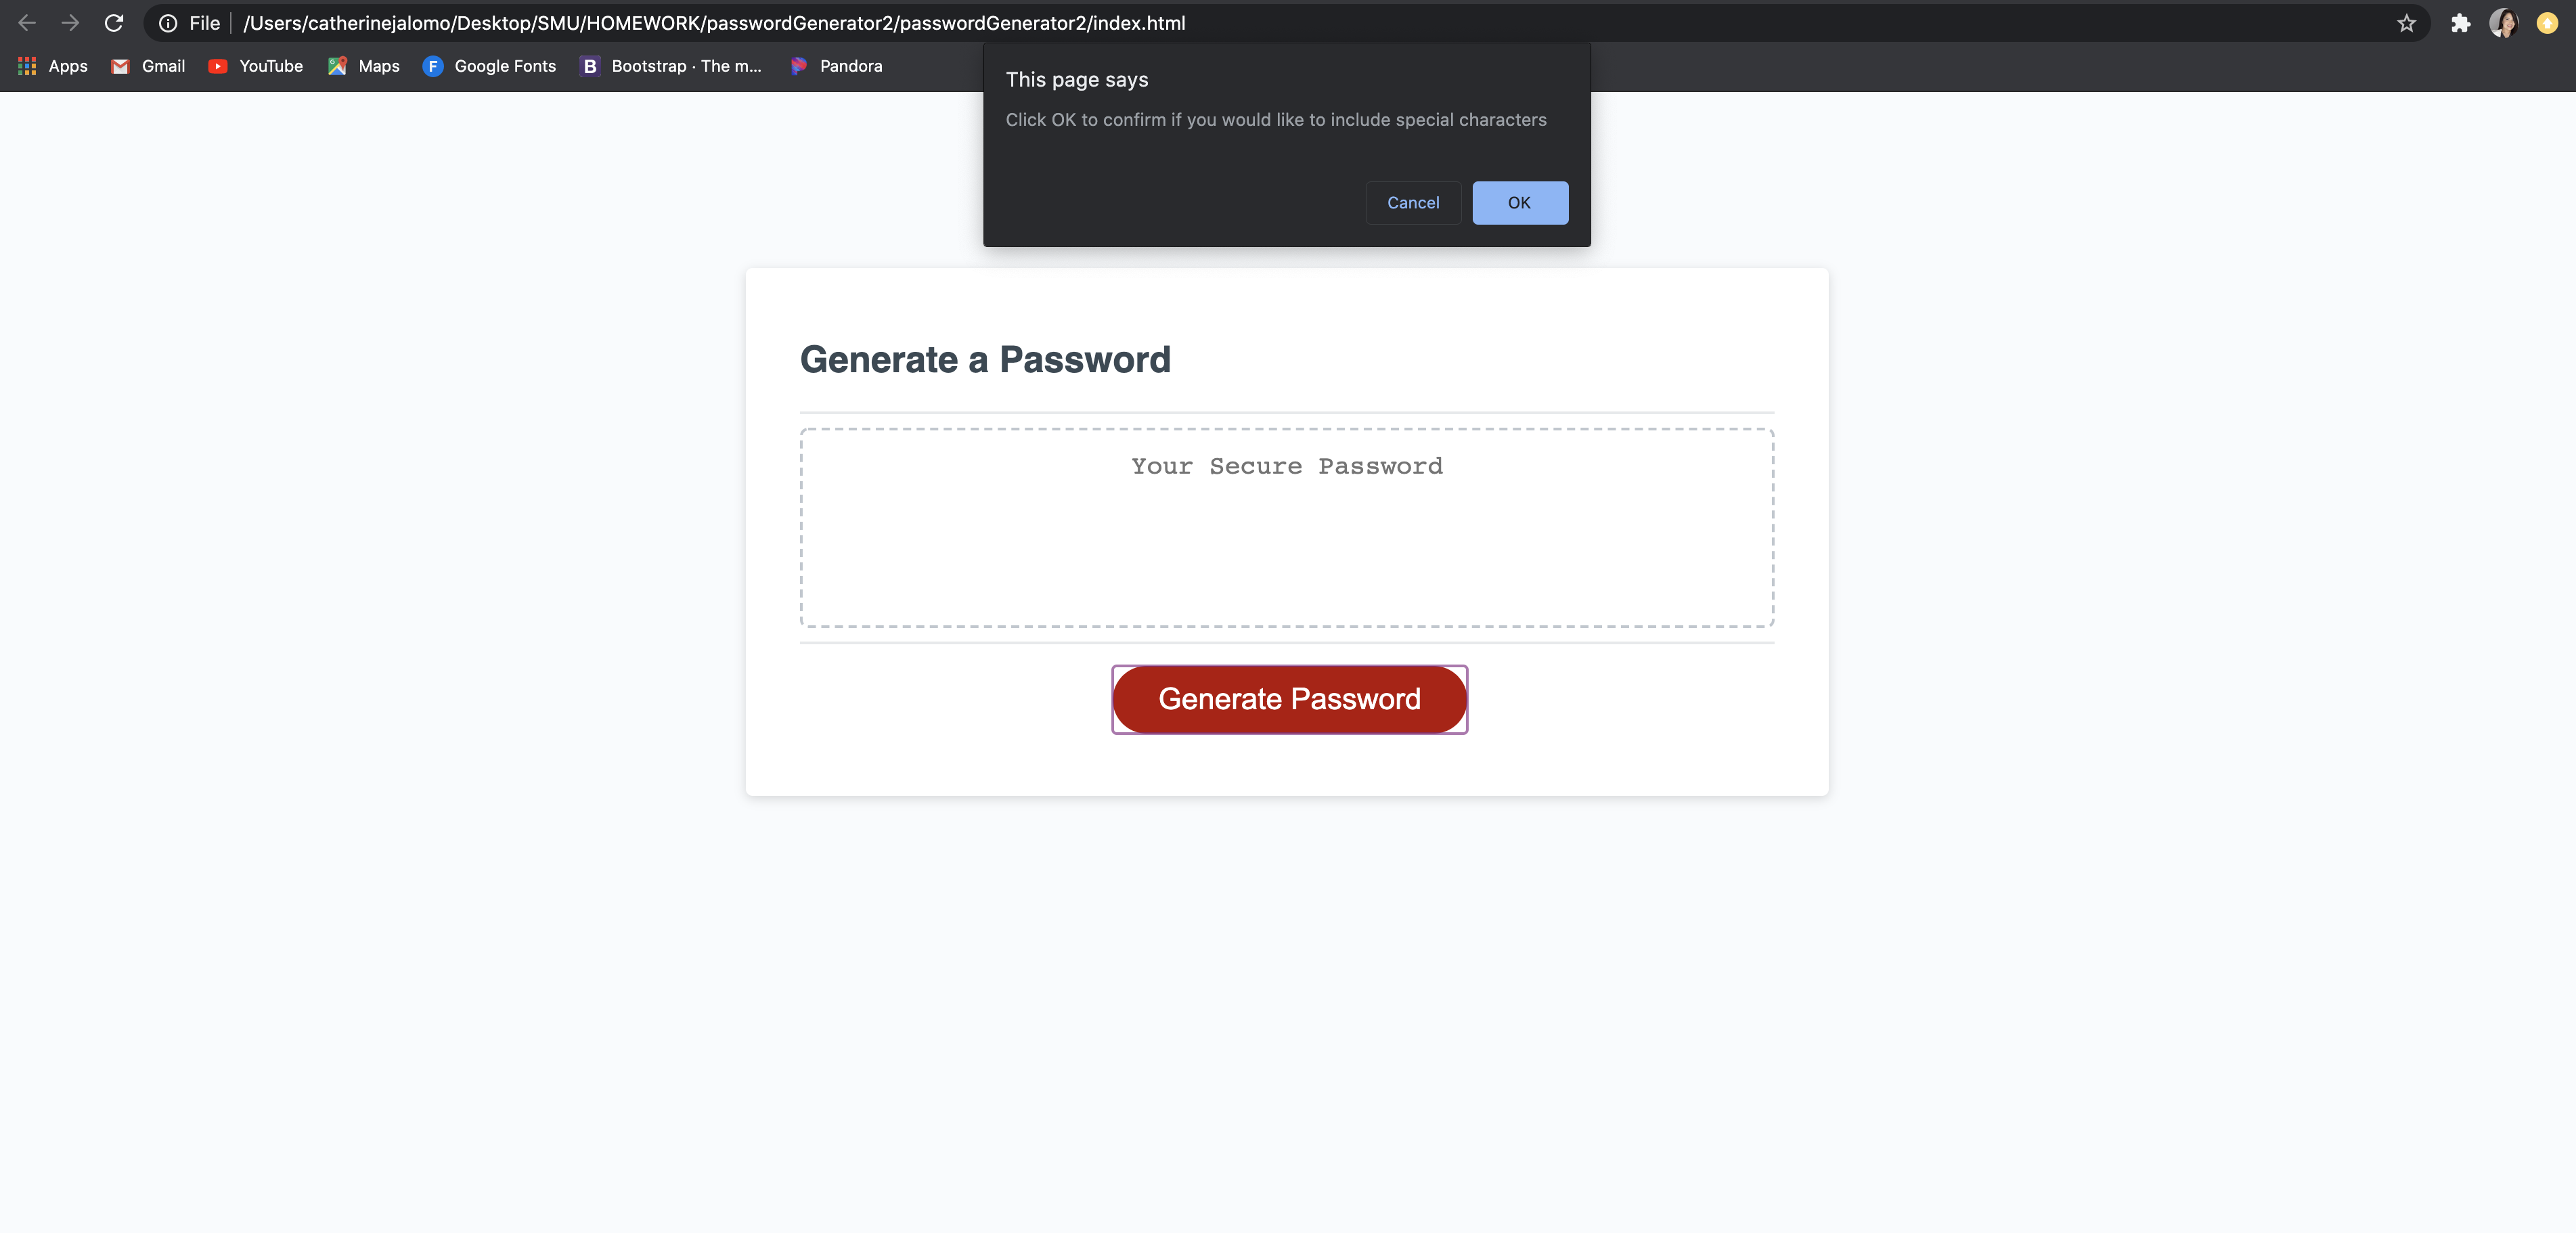 File /Users/catherinejalomo/Desktop/SMU/HOMEWORK/passwordGenerator2/passwordGenerator2/index.html
Apps Gmail YouTube Maps F Google Fonts B Bootstrap · The m... Pandora
This page says
Click OK to confirm if you would like to include special characters
Cancel OK
Generate a Password
Your Secure Password
Generate Password